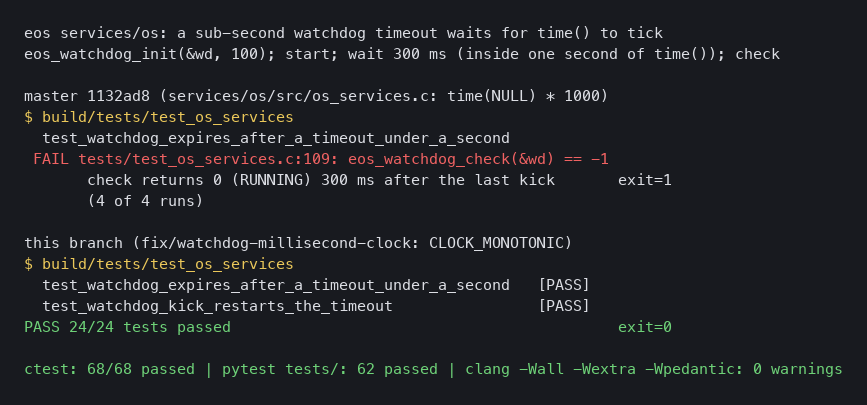 eos services/os: a sub-second watchdog timeout waits for time() to tick
eos_watchdog_init(&wd, 100); start; wait 300 ms (inside one second of time()); check
master 1132ad8 (services/os/src/os_services.c: time(NULL) * 1000)
$ build/tests/test_os_services
test_watchdog_expires_after_a_timeout_under_a_second
FAIL tests/test_os_services.c:109: eos_watchdog_check(&wd) == -1
check returns 0 (RUNNING) 300 ms after the last kick exit=1
(4 of 4 runs)
this branch (fix/watchdog-millisecond-clock: CLOCK_MONOTONIC)
$ build/tests/test_os_services
test_watchdog_expires_after_a_timeout_under_a_second [PASS]
test_watchdog_kick_restarts_the_timeout [PASS]
PASS 24/24 tests passed exit=0
ctest: 68/68 passed | pytest tests/: 62 passed | clang -Wall -Wextra -Wpedantic: 0 warnings